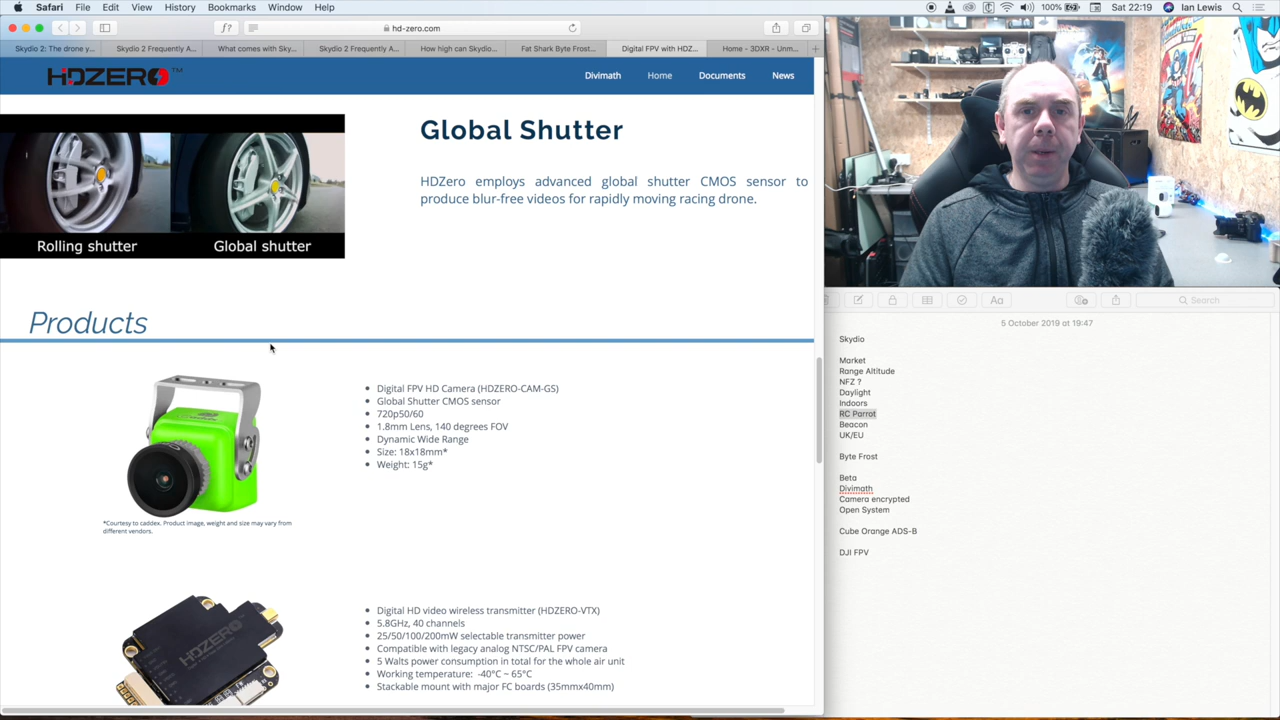 Safari File Edit View History Bookmarks Window Help
100% Sat 22:19 Ian Lewis
hd-zero.com
Skydio 2: The drone y...
Skydio 2 Frequently A...
What comes with Sky...
Skydio 2 Frequently A...
How high can Skydio...
Fat Shark Byte Frost...
Digital FPV with HDZ...
Home - 3DXR - Unm...
HDZERO™
Divimath Home Documents News
Global Shutter
HDZero employs advanced global shutter CMOS sensor to
produce blur-free videos for rapidly moving racing drone.
Rolling shutter Global shutter
Products
Digital FPV HD Camera (HDZERO-CAM-GS)
Global Shutter CMOS sensor
720p50/60
1.8mm Lens, 140 degrees FOV
Dynamic Wide Range
Size: 18x18mm*
Weight: 15g*
*Courtesy to caddex. Product image, weight and size may vary from
different vendors.
HDZERO
Digital HD video wireless transmitter (HDZERO-VTX)
5.8GHz, 40 channels
25/50/100/200mW selectable transmitter power
Compatible with legacy analog NTSC/PAL FPV camera
5 Watts power consumption in total for the whole air unit
Working temperature: -40°C ~ 65°C
Stackable mount with major FC boards (35mmx40mm)
Aa
Search
5 October 2019 at 19:47
Skydio
Market
Range Altitude
NFZ ?
Daylight
Indoors
RC Parrot
Beacon
UK/EU
Byte Frost
Beta
Divimath
Camera encrypted
Open System
Cube Orange ADS-B
DJI FPV